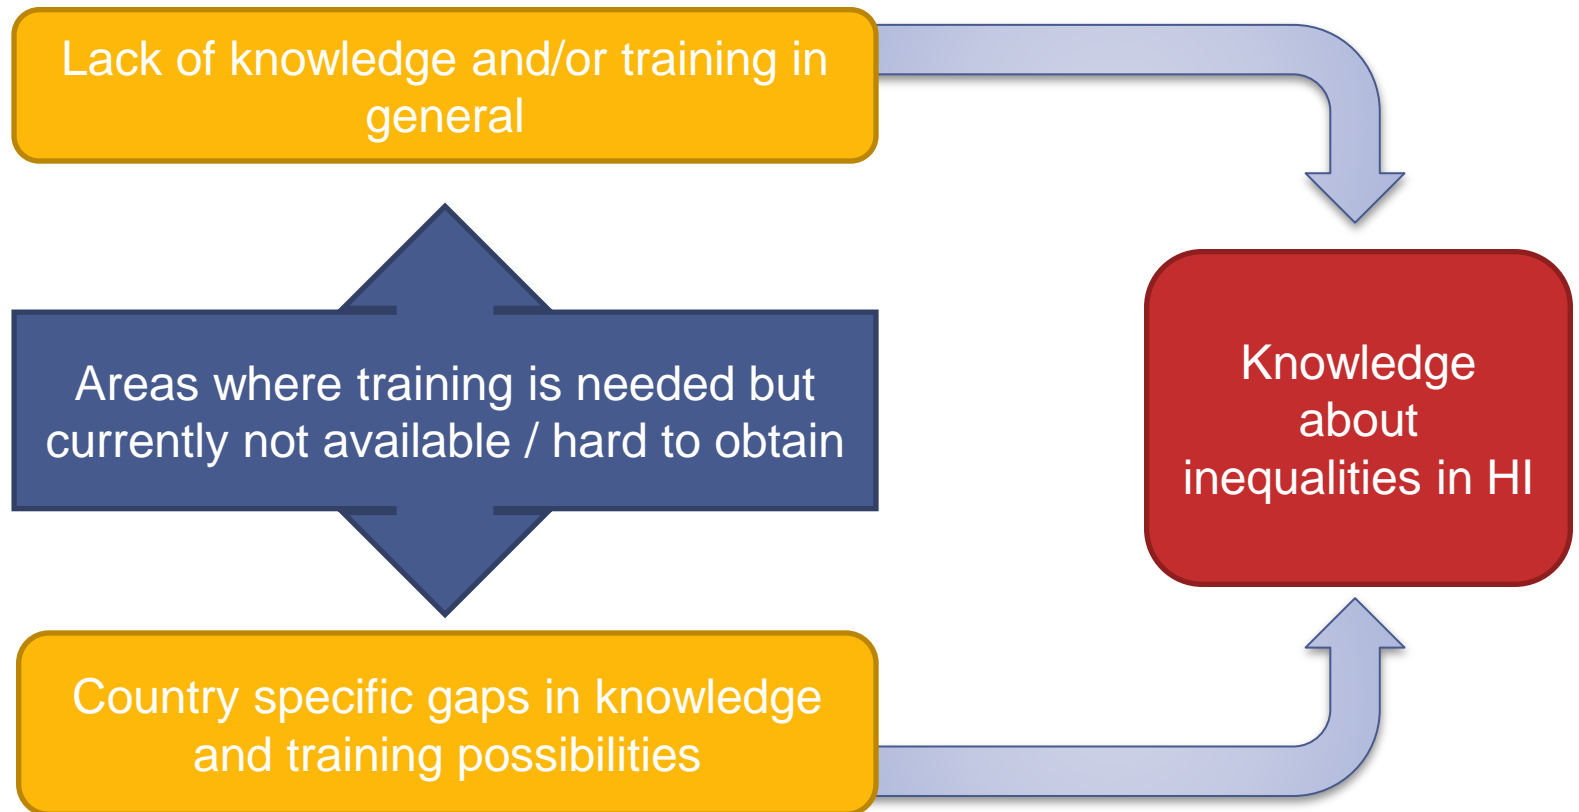 Lack of knowledge and/or training in
general
Areas where training is needed but
currently not available / hard to obtain
Knowledge
about
inequalities in HI
Country specific gaps in knowledge
and training possibilities